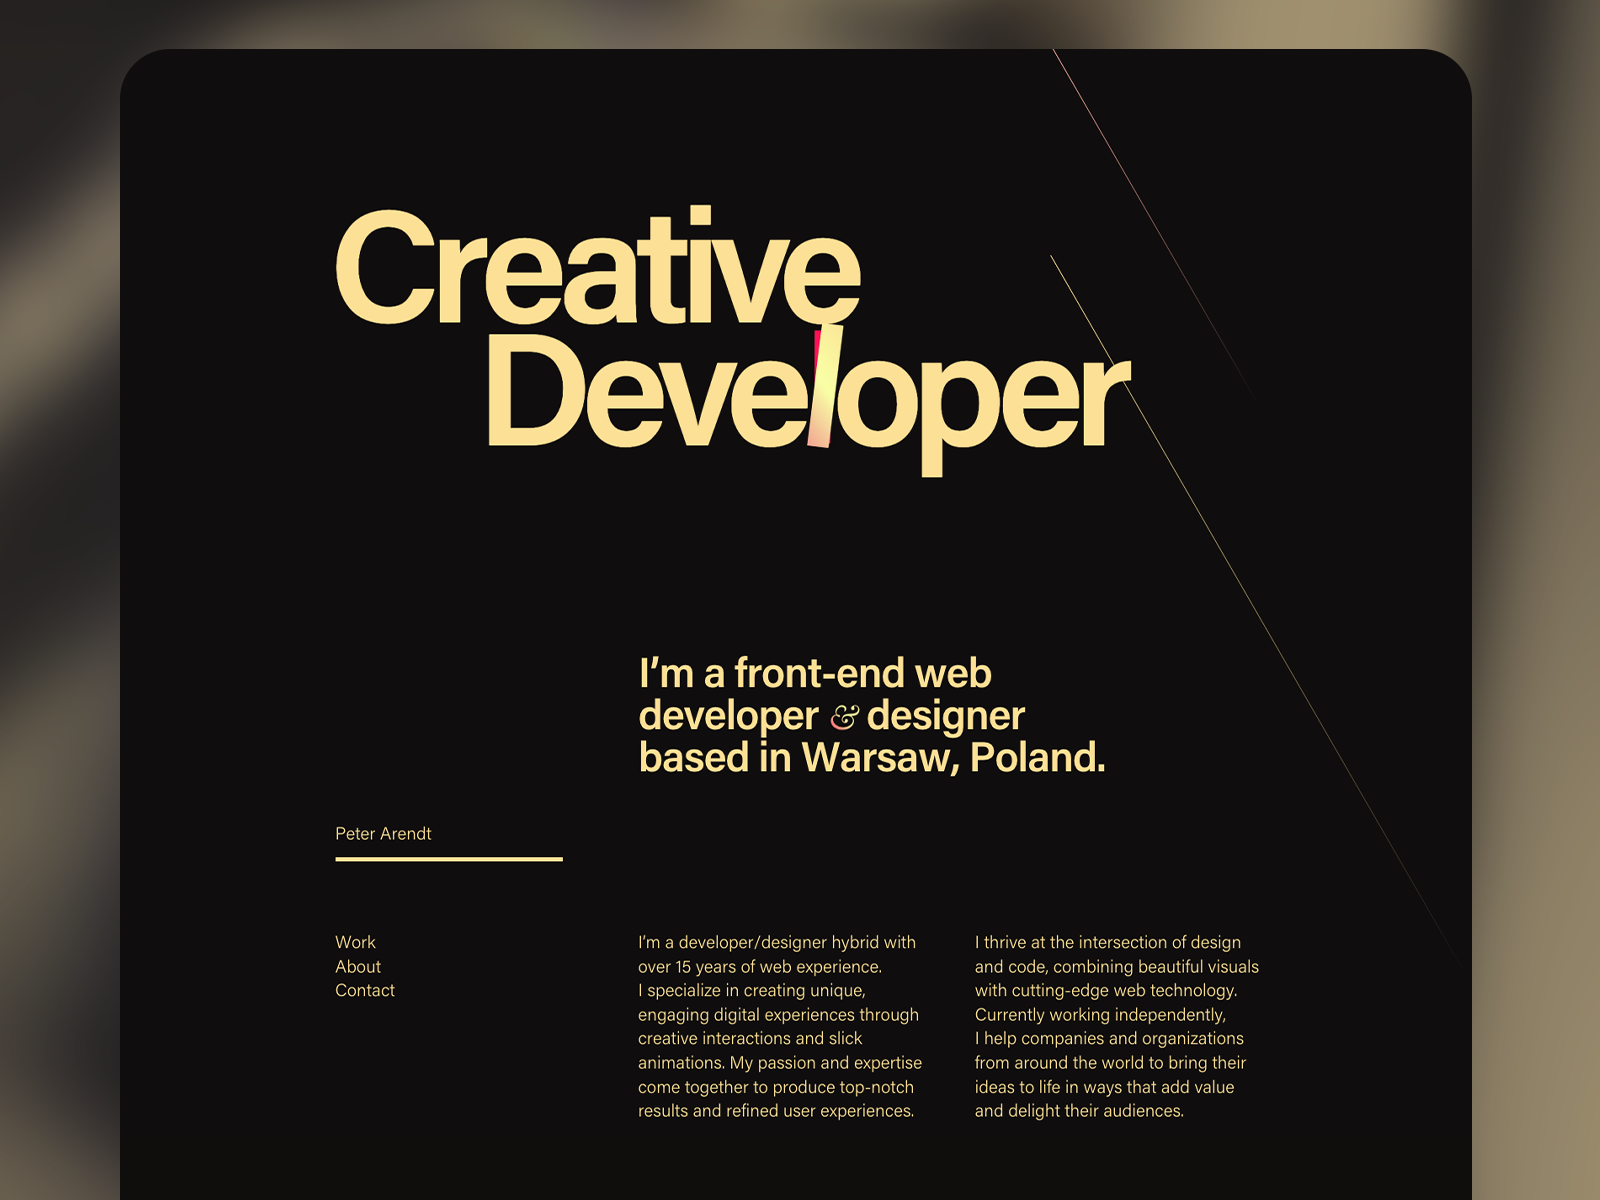 Creative
Developer
I’m a front-end web
developer & designer
based in Warsaw, Poland.
Peter Arendt
Work
About
Contact
I’m a developer/designer hybrid with
over 15 years of web experience.
I specialize in creating unique,
engaging digital experiences through
creative interactions and slick
animations. My passion and expertise
come together to produce top-notch
results and refined user experiences.
I thrive at the intersection of design
and code, combining beautiful visuals
with cutting-edge web technology.
Currently working independently,
I help companies and organizations
from around the world to bring their
ideas to life in ways that add value
and delight their audiences.